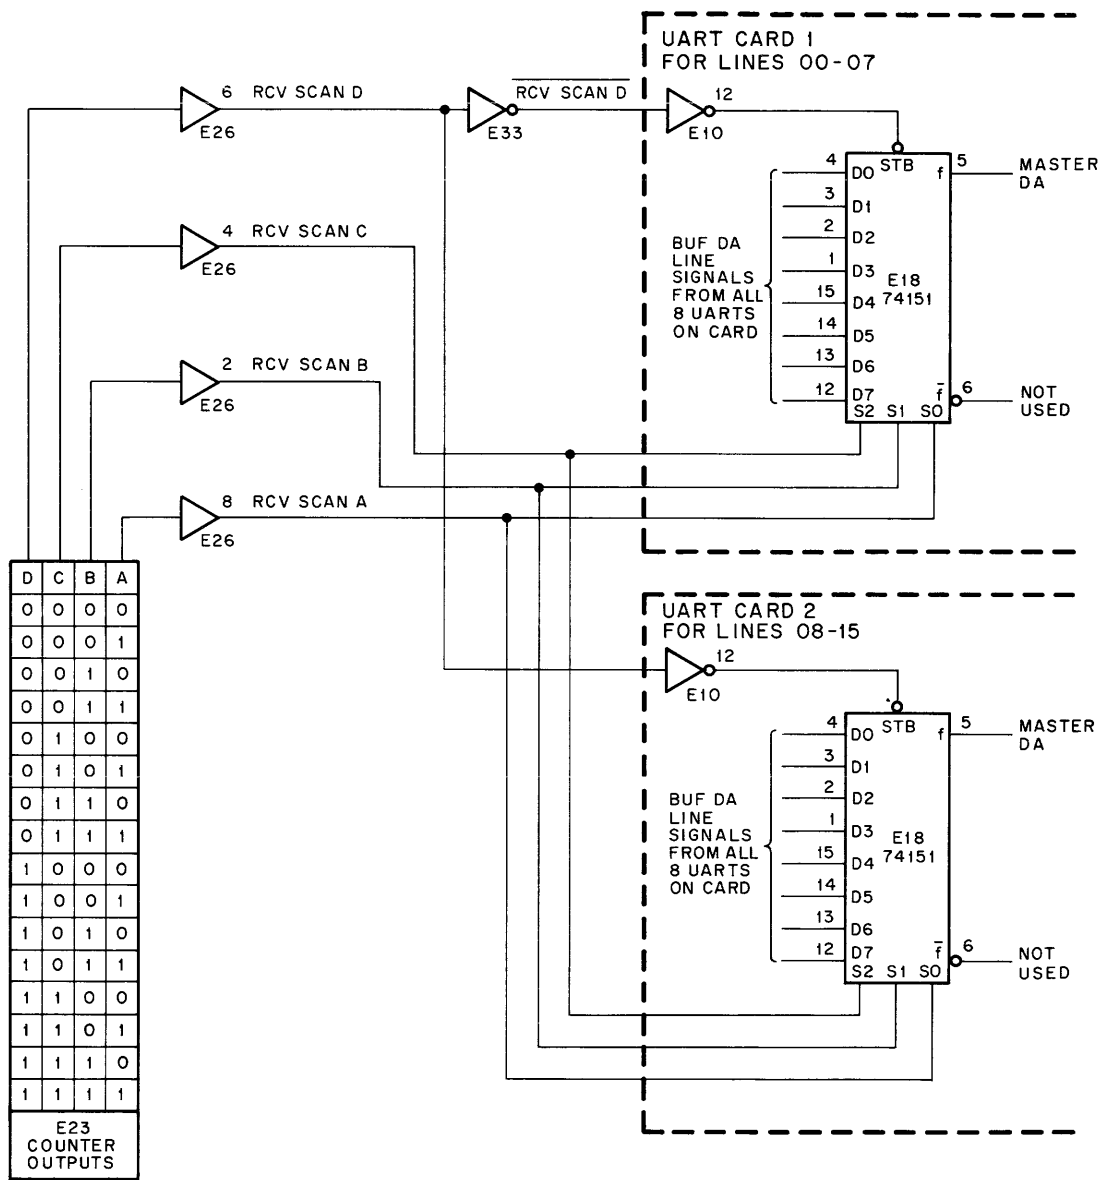 UART CARD 1
FOR LINES 00-07
6 RCV SCAN D
E26
RCV SCAN D
E33
12
E10
STB
4 D0
3 D1
2 D2
1 D3
15 D4
14 D5
13 D6
12 D7
f 5
MASTER
DA
BUF DA
LINE
SIGNALS
FROM ALL
8 UARTS
ON CARD
E18
74151
f̅ 6
NOT
USED
S2 S1 S0
4 RCV SCAN C
E26
2 RCV SCAN B
E26
8 RCV SCAN A
E26
D C B A
0 0 0 0
0 0 0 1
0 0 1 0
0 0 1 1
0 1 0 0
0 1 0 1
0 1 1 0
0 1 1 1
1 0 0 0
1 0 0 1
1 0 1 0
1 0 1 1
1 1 0 0
1 1 0 1
1 1 1 0
1 1 1 1
E23
COUNTER
OUTPUTS
UART CARD 2
FOR LINES 08-15
12
E10
STB
4 D0
3 D1
2 D2
1 D3
15 D4
14 D5
13 D6
12 D7
f 5
MASTER
DA
BUF DA
LINE
SIGNALS
FROM ALL
8 UARTS
ON CARD
E18
74151
f̅ 6
NOT
USED
S2 S1 S0